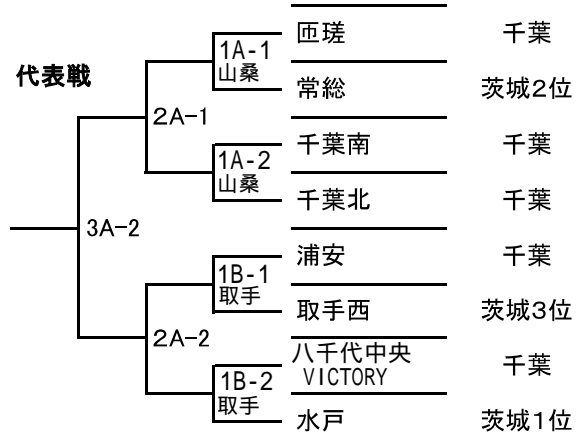 匝瑳 千葉
1A-1
山桑
代表戦
常総 茨城2位
2A-1
千葉南 千葉
1A-2
山桑
千葉北 千葉
3A-2
浦安 千葉
1B-1
取手
取手西 茨城3位
2A-2
八千代中央
VICTORY
千葉
1B-2
取手
水戸 茨城1位